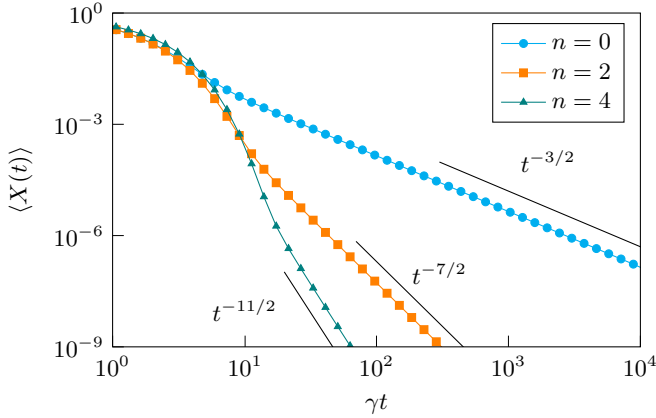 10^0
10^{-3}
10^{-6}
10^{-9}
⟨X(t)⟩
n = 0
n = 2
n = 4
t^{-3/2}
t^{-7/2}
t^{-11/2}
10^0 10^1 10^2 10^3 10^4
γt